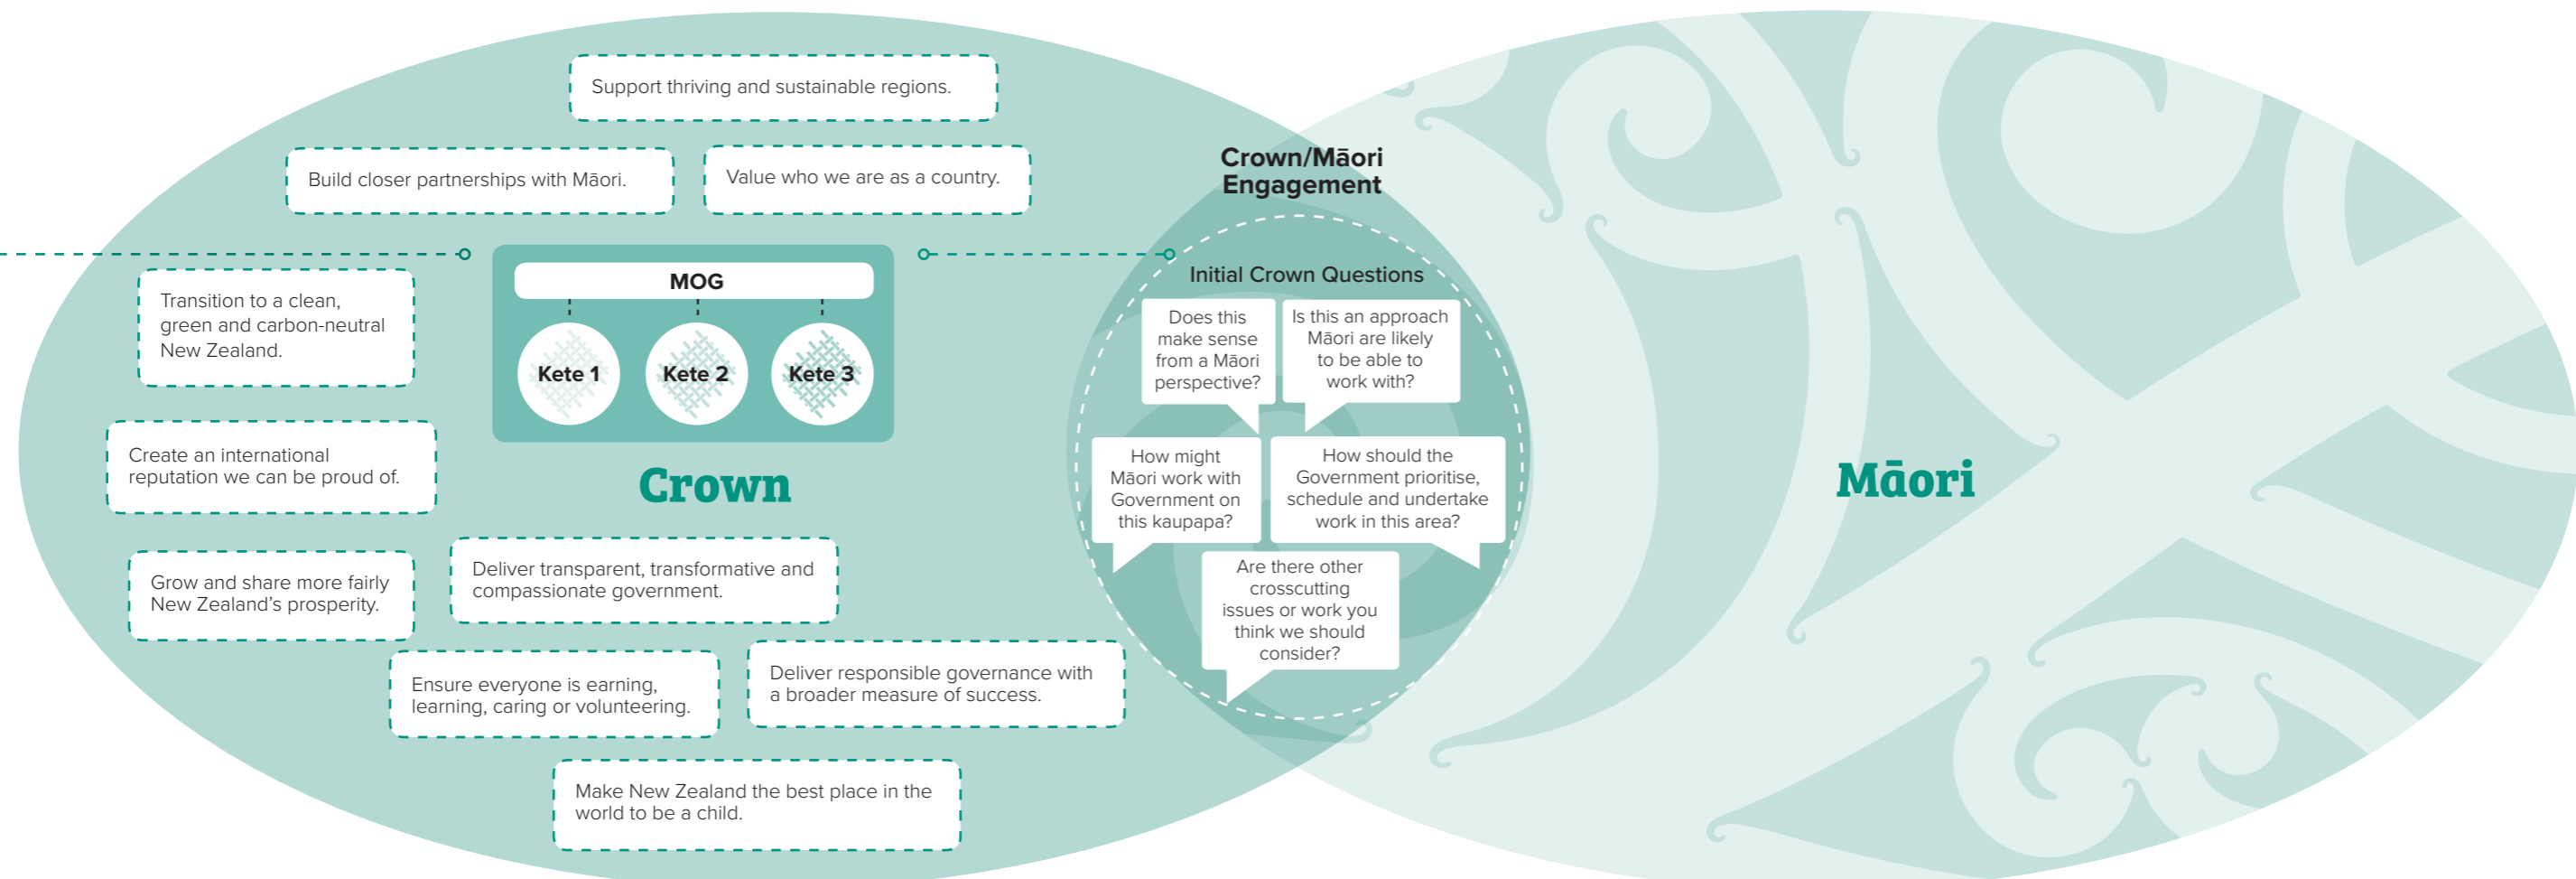 Support thriving and sustainable regions.
Build closer partnerships with Māori.
Value who we are as a country.
MOG
Kete 1
Kete 2
Kete 3
Transition to a clean,
green and carbon-neutral
New Zealand.
Create an international
reputation we can be proud of.
Crown
Grow and share more fairly
New Zealand’s prosperity.
Deliver transparent, transformative and
compassionate government.
Ensure everyone is earning,
learning, caring or volunteering.
Deliver responsible governance with
a broader measure of success.
Make New Zealand the best place in the
world to be a child.
Crown/Māori
Engagement
Initial Crown Questions
Does this
make sense
from a Māori
perspective?
Is this an approach
Māori are likely
to be able to
work with?
How might
Māori work with
Government on
this kaupapa?
How should the
Government prioritise,
schedule and undertake
work in this area?
Are there other
crosscutting
issues or work you
think we should
consider?
Māori